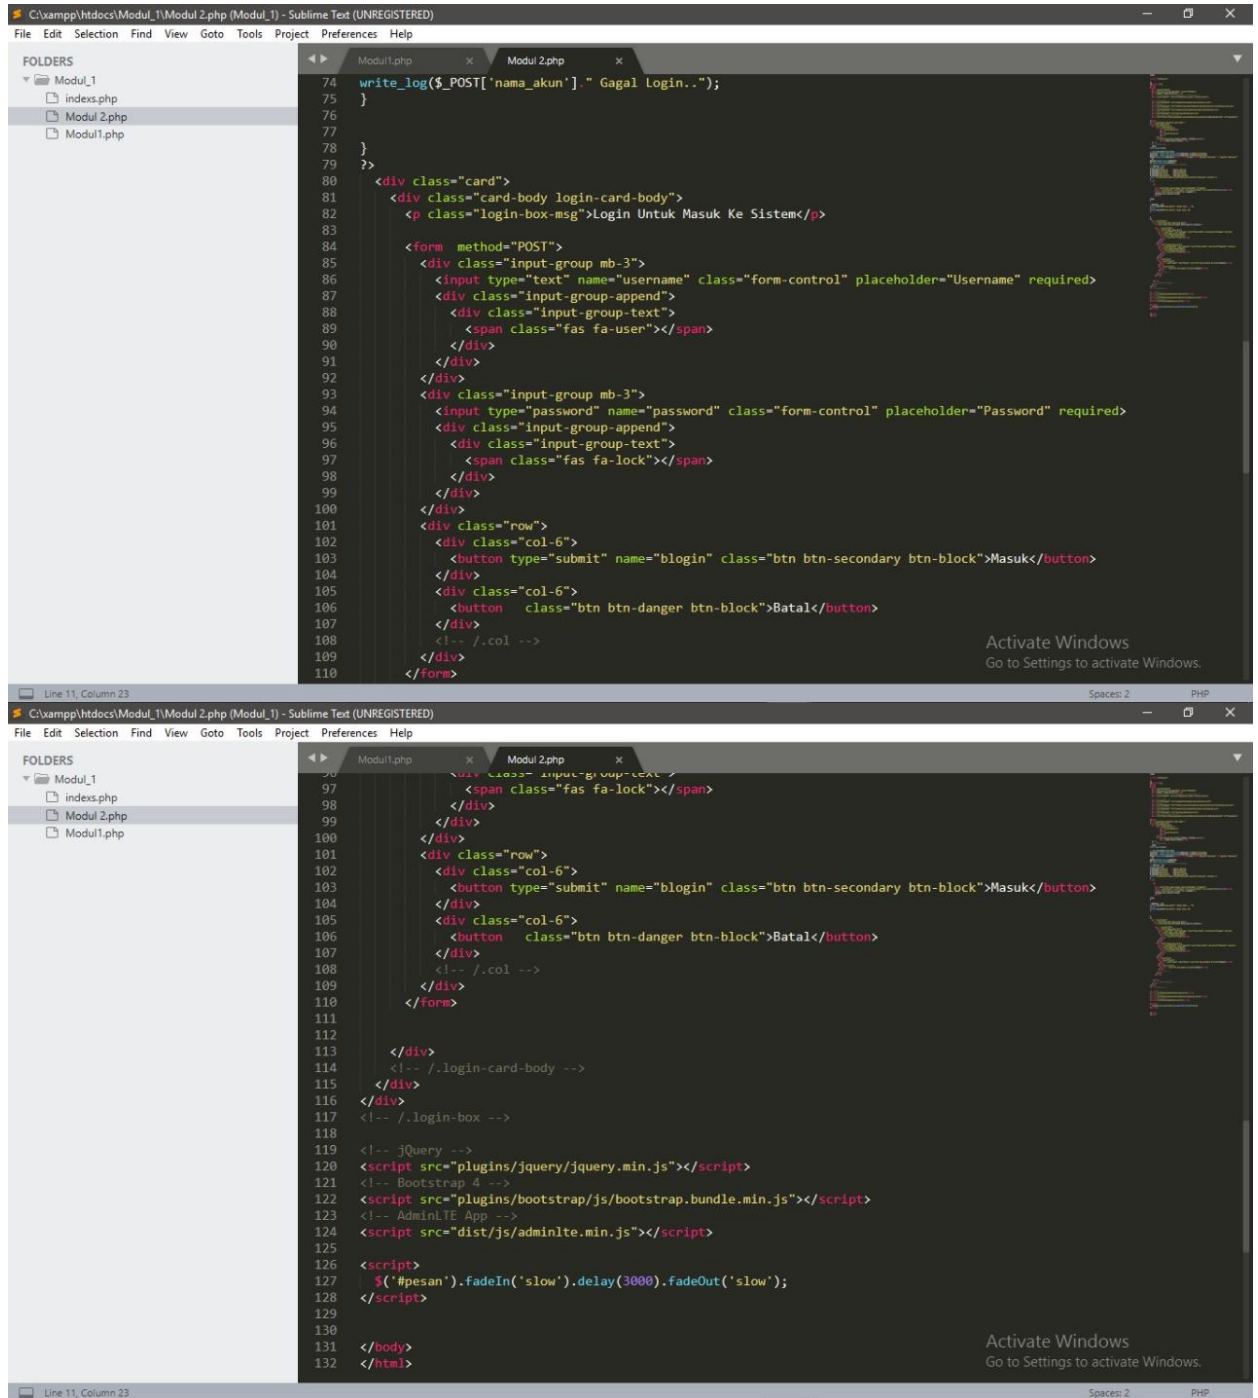 C:\xampp\htdocs\Modul_1\Modul 2.php (Modul_1) - Sublime Text (UNREGISTERED)
File Edit Selection Find View Goto Tools Project Preferences Help
FOLDERS
Modul_1
indexs.php
Modul 2.php
Modul1.php
Modul1.php × Modul 2.php ×
74 write_log($_POST['nama_akun']." Gagal Login..");
75 }
76
77
78 }
79 ?>
80 <div class="card">
81 <div class="card-body login-card-body">
82 <p class="login-box-msg">Login Untuk Masuk Ke Sistem</p>
83
84 <form  method="POST">
85 <div class="input-group mb-3">
86 <input type="text" name="username" class="form-control" placeholder="Username" required>
87 <div class="input-group-append">
88 <div class="input-group-text">
89 <span class="fas fa-user"></span>
90 </div>
91 </div>
92 </div>
93 <div class="input-group mb-3">
94 <input type="password" name="password" class="form-control" placeholder="Password" required>
95 <div class="input-group-append">
96 <div class="input-group-text">
97 <span class="fas fa-lock"></span>
98 </div>
99 </div>
100 </div>
101 <div class="row">
102 <div class="col-6">
103 <button type="submit" name="blogin" class="btn btn-secondary btn-block">Masuk</button>
104 </div>
105 <div class="col-6">
106 <button   class="btn btn-danger btn-block">Batal</button>
107 </div>
108 <!-- /.col -->
109 </div>
110 </form>
Activate Windows
Go to Settings to activate Windows.
Line 11, Column 23 Spaces: 2 PHP
C:\xampp\htdocs\Modul_1\Modul 2.php (Modul_1) - Sublime Text (UNREGISTERED)
File Edit Selection Find View Goto Tools Project Preferences Help
FOLDERS
Modul_1
indexs.php
Modul 2.php
Modul1.php
Modul1.php × Modul 2.php ×
96 <div class="input-group-text">
97 <span class="fas fa-lock"></span>
98 </div>
99 </div>
100 </div>
101 <div class="row">
102 <div class="col-6">
103 <button type="submit" name="blogin" class="btn btn-secondary btn-block">Masuk</button>
104 </div>
105 <div class="col-6">
106 <button   class="btn btn-danger btn-block">Batal</button>
107 </div>
108 <!-- /.col -->
109 </div>
110 </form>
111
112
113 </div>
114 <!-- /.login-card-body -->
115 </div>
116 </div>
117 <!-- /.login-box -->
118
119 <!-- jQuery -->
120 <script src="plugins/jquery/jquery.min.js"></script>
121 <!-- Bootstrap 4 -->
122 <script src="plugins/bootstrap/js/bootstrap.bundle.min.js"></script>
123 <!-- AdminLTE App -->
124 <script src="dist/js/adminlte.min.js"></script>
125
126 <script>
127 $('#pesan').fadeIn('slow').delay(3000).fadeOut('slow');
128 </script>
129
130
131 </body>
132 </html>
Activate Windows
Go to Settings to activate Windows.
Line 11, Column 23 Spaces: 2 PHP